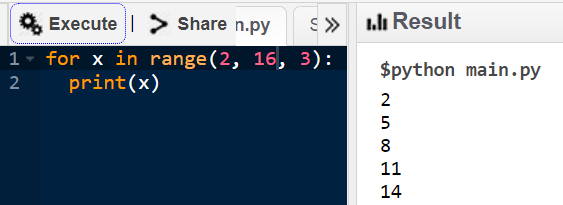 Execute | Share n.py S
1 for x in range(2, 16, 3):
2 print(x)
Result
$python main.py
2
5
8
11
14